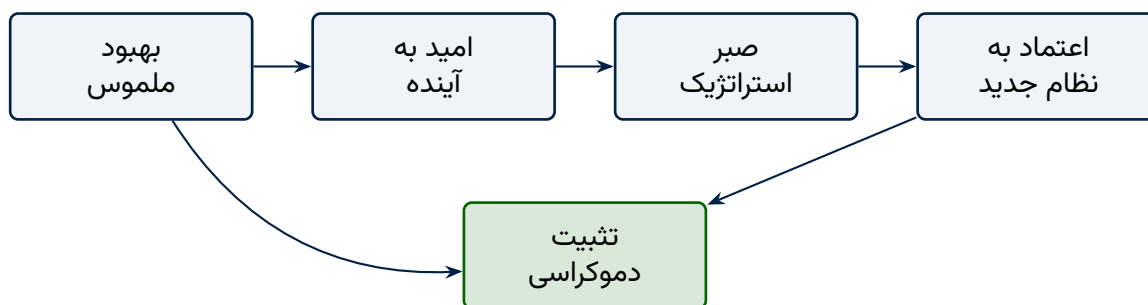 بهبود
ملموس
امید به
آینده
صبر
استراتژیک
اعتماد به
نظام جدید
تثبیت
دموکراسی